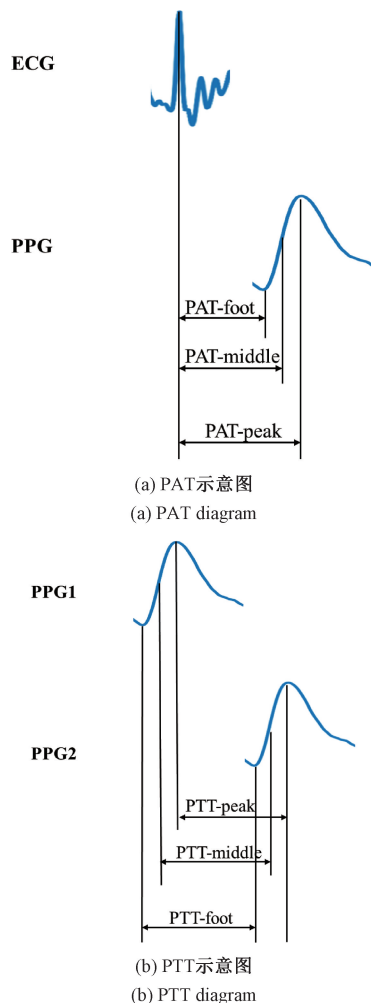 ECG
PPG
PAT-foot
PAT-middle
PAT-peak
(a) PAT示意图
(a) PAT diagram
PPG1
PPG2
PTT-peak
PTT-middle
PTT-foot
(b) PTT示意图
(b) PTT diagram